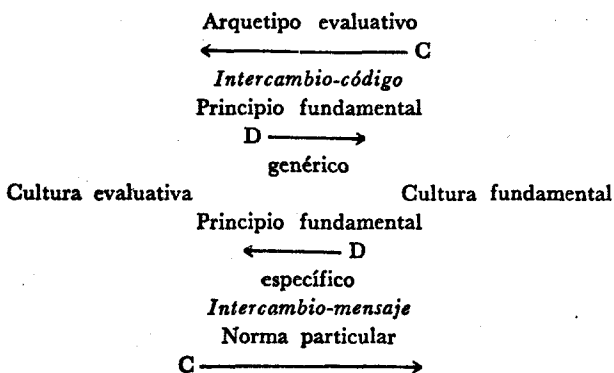 Arquetipo evaluativo
C
Intercambio-código
Principio fundamental
D
genérico
Cultura evaluativa Cultura fundamental
Principio fundamental
D
específico
Intercambio-mensaje
Norma particular
C